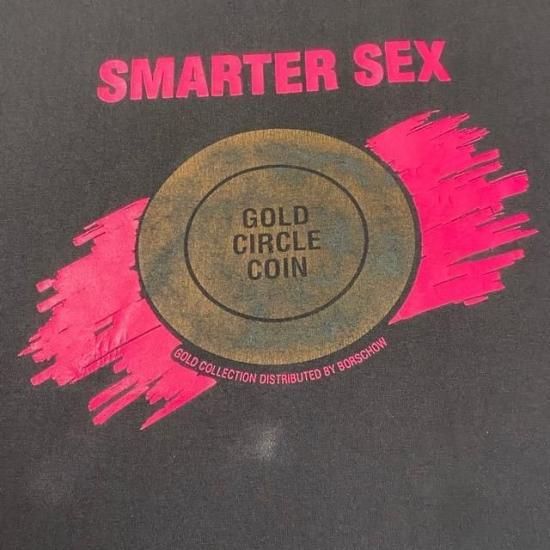 SMARTER SEX
GOLD
CIRCLE
COIN
GOLD COLLECTION DISTRIBUTED BY BORSCHOW